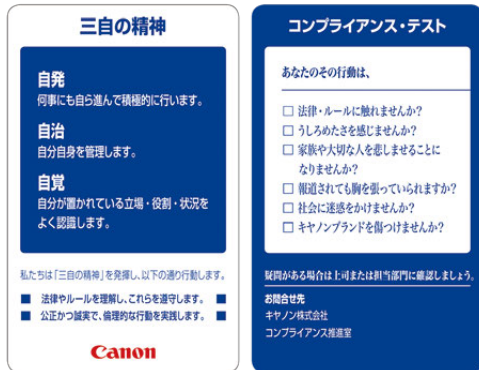 三自の精神
自発
何事にも自ら進んで積極的に行います。
自治
自分自身を管理します。
自覚
自分が置かれている立場・役割・状況を
よく認識します。
私たちは「三自の精神」を発揮し、以下の通り行動します。
■ 法律やルールを理解し、これらを遵守します。 ■
■ 公正かつ誠実で、倫理的な行動を実践します。 ■
Canon
コンプライアンス・テスト
あなたのその行動は、
□ 法律・ルールに触れませんか?
□ うしろめたさを感じませんか?
□ 家族や大切な人を悲しませることに
なりませんか?
□ 報道されても胸を張っていられますか?
□ 社会に迷惑をかけませんか?
□ キヤノンブランドを傷つけませんか?
疑問がある場合は上司または担当部門に確認しましょう。
お問合せ先
キヤノン株式会社
コンプライアンス推進室